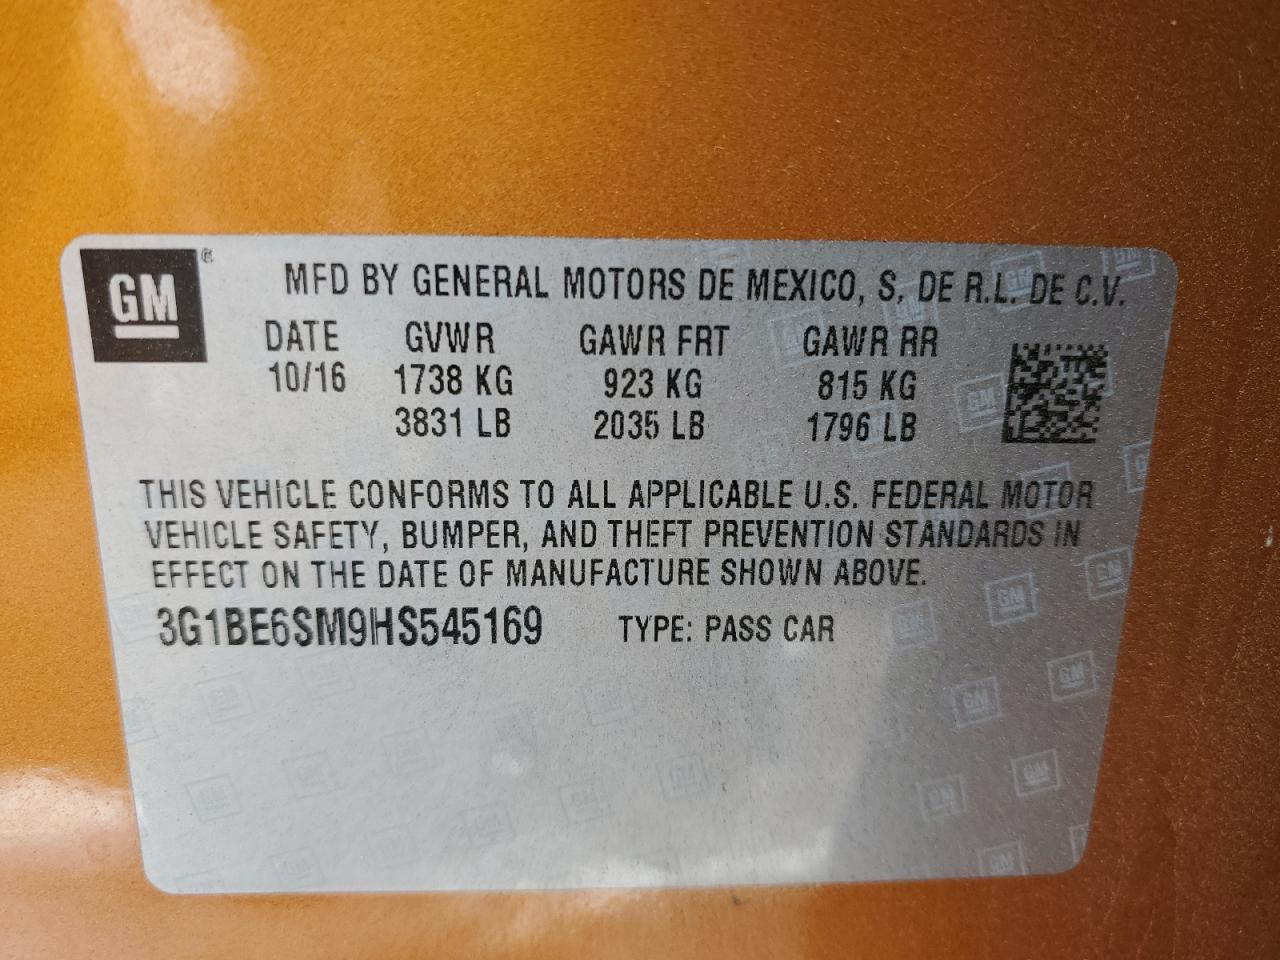 GM
MFD BY GENERAL MOTORS DE MEXICO, S. DE R.L. DE C.V.
DATE GVWR GAWR FRT GAWR RR
10/16 1738 KG 923 KG 815 KG
3831 LB 2035 LB 1796 LB
THIS VEHICLE CONFORMS TO ALL APPLICABLE U.S. FEDERAL MOTOR
VEHICLE SAFETY, BUMPER, AND THEFT PREVENTION STANDARDS IN
EFFECT ON THE DATE OF MANUFACTURE SHOWN ABOVE.
3G1BE6SM9HS545169 TYPE: PASS CAR